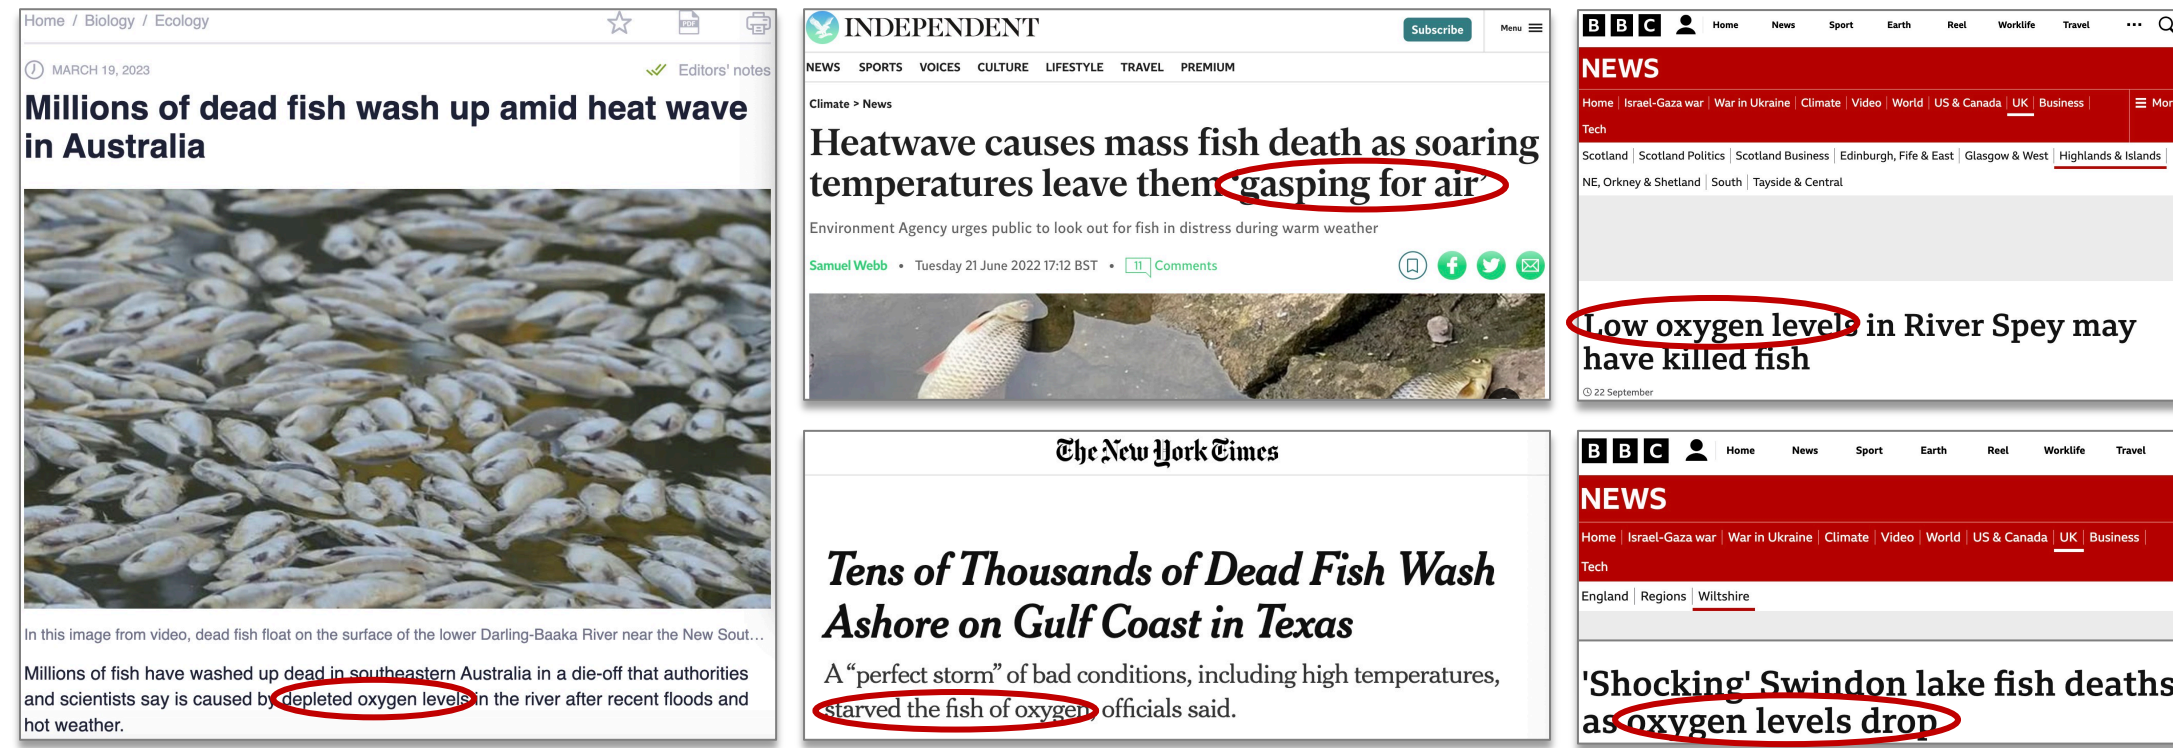 Home / Biology / Ecology
PDF
MARCH 19, 2023
Editors' notes
Millions of dead fish wash up amid heat wave
in Australia
In this image from video, dead fish float on the surface of the lower Darling-Baaka River near the New Sout…
Millions of fish have washed up dead in southeastern Australia in a die-off that authorities
and scientists say is caused by depleted oxygen levels in the river after recent floods and
hot weather.
INDEPENDENT
Subscribe
Menu
NEWS SPORTS VOICES CULTURE LIFESTYLE TRAVEL PREMIUM
Climate > News
Heatwave causes mass fish death as soaring
temperatures leave them ‘gasping for air’
Environment Agency urges public to look out for fish in distress during warm weather
Samuel Webb • Tuesday 21 June 2022 17:12 BST • 11 Comments
The New York Times
Tens of Thousands of Dead Fish Wash
Ashore on Gulf Coast in Texas
A “perfect storm” of bad conditions, including high temperatures,
starved the fish of oxygen, officials said.
BBC Home News Sport Earth Reel Worklife Travel ...
NEWS
Home | Israel-Gaza war | War in Ukraine | Climate | Video | World | US & Canada | UK | Business | Mor
Tech
Scotland | Scotland Politics | Scotland Business | Edinburgh, Fife & East | Glasgow & West | Highlands & Islands |
NE, Orkney & Shetland | South | Tayside & Central
Low oxygen levels in River Spey may
have killed fish
22 September
BBC Home News Sport Earth Reel Worklife Travel
NEWS
Home | Israel-Gaza war | War in Ukraine | Climate | Video | World | US & Canada | UK | Business |
Tech
England | Regions | Wiltshire
'Shocking' Swindon lake fish deaths
as oxygen levels drop